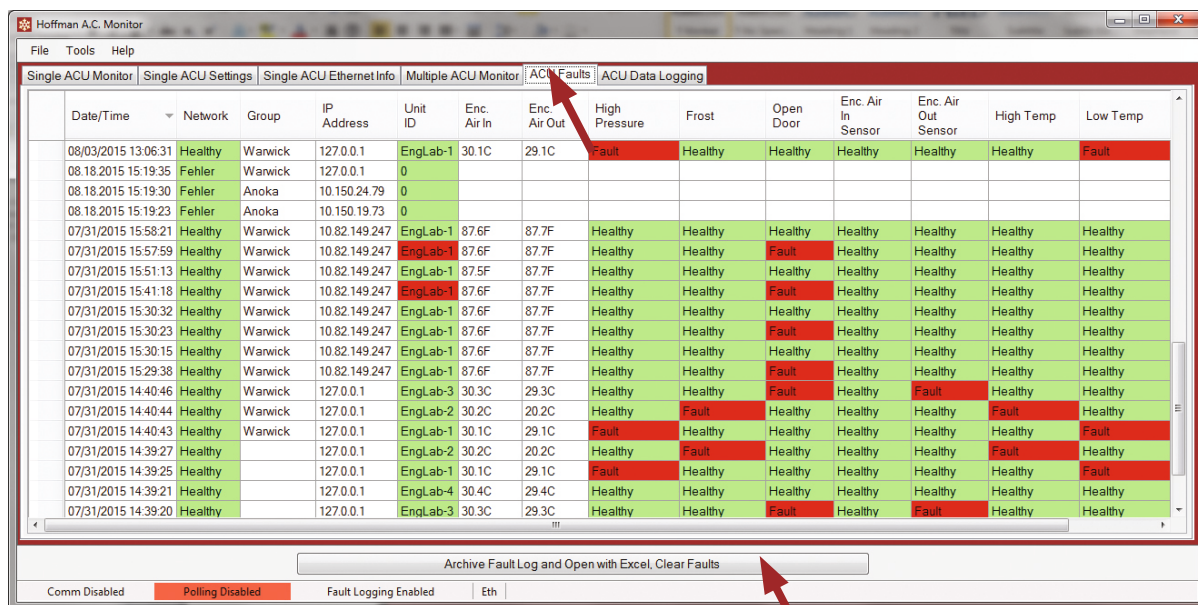 Hoffman A.C. Monitor
File Tools Help
Single ACU Monitor Single ACU Settings Single ACU Ethernet Info Multiple ACU Monitor ACU Faults ACU Data Logging
Date/Time Network Group IP Address Unit ID Enc. Air In Enc. Air Out High Pressure Frost Open Door Enc. Air In Sensor Enc. Air Out Sensor High Temp Low Temp
08/03/2015 13:06:31 Healthy Warwick 127.0.0.1 EngLab-1 30.1C 29.1C Fault Healthy Healthy Healthy Healthy Healthy Fault
08.18.2015 15:19:35 Fehler Warwick 127.0.0.1 0
08.18.2015 15:19:30 Fehler Anoka 10.150.24.79 0
08.18.2015 15:19:23 Fehler Anoka 10.150.19.73 0
07/31/2015 15:58:21 Healthy Warwick 10.82.149.247 EngLab-1 87.6F 87.7F Healthy Healthy Healthy Healthy Healthy Healthy Healthy
07/31/2015 15:57:59 Healthy Warwick 10.82.149.247 EngLab-1 87.6F 87.7F Healthy Healthy Fault Healthy Healthy Healthy Healthy
07/31/2015 15:51:13 Healthy Warwick 10.82.149.247 EngLab-1 87.5F 87.7F Healthy Healthy Healthy Healthy Healthy Healthy Healthy
07/31/2015 15:41:18 Healthy Warwick 10.82.149.247 EngLab-1 87.6F 87.7F Healthy Healthy Fault Healthy Healthy Healthy Healthy
07/31/2015 15:30:32 Healthy Warwick 10.82.149.247 EngLab-1 87.6F 87.7F Healthy Healthy Healthy Healthy Healthy Healthy Healthy
07/31/2015 15:30:23 Healthy Warwick 10.82.149.247 EngLab-1 87.6F 87.7F Healthy Healthy Fault Healthy Healthy Healthy Healthy
07/31/2015 15:30:15 Healthy Warwick 10.82.149.247 EngLab-1 87.6F 87.7F Healthy Healthy Healthy Healthy Healthy Healthy Healthy
07/31/2015 15:29:38 Healthy Warwick 10.82.149.247 EngLab-1 87.6F 87.7F Healthy Healthy Fault Healthy Healthy Healthy Healthy
07/31/2015 14:40:46 Healthy Warwick 127.0.0.1 EngLab-3 30.3C 29.3C Healthy Healthy Fault Healthy Fault Healthy Healthy
07/31/2015 14:40:44 Healthy Warwick 127.0.0.1 EngLab-2 30.2C 20.2C Healthy Fault Healthy Healthy Healthy Fault Healthy
07/31/2015 14:40:43 Healthy Warwick 127.0.0.1 EngLab-1 30.1C 29.1C Fault Healthy Healthy Healthy Healthy Healthy Fault
07/31/2015 14:39:27 Healthy 127.0.0.1 EngLab-2 30.2C 20.2C Healthy Fault Healthy Healthy Healthy Fault Healthy
07/31/2015 14:39:25 Healthy 127.0.0.1 EngLab-1 30.1C 29.1C Fault Healthy Healthy Healthy Healthy Healthy Fault
07/31/2015 14:39:21 Healthy 127.0.0.1 EngLab-4 30.4C 29.4C Healthy Healthy Healthy Healthy Healthy Healthy Healthy
07/31/2015 14:39:20 Healthy 127.0.0.1 EngLab-3 30.3C 29.3C Healthy Healthy Fault Healthy Fault Healthy Healthy
Archive Fault Log and Open with Excel, Clear Faults
Comm Disabled Polling Disabled Fault Logging Enabled Eth